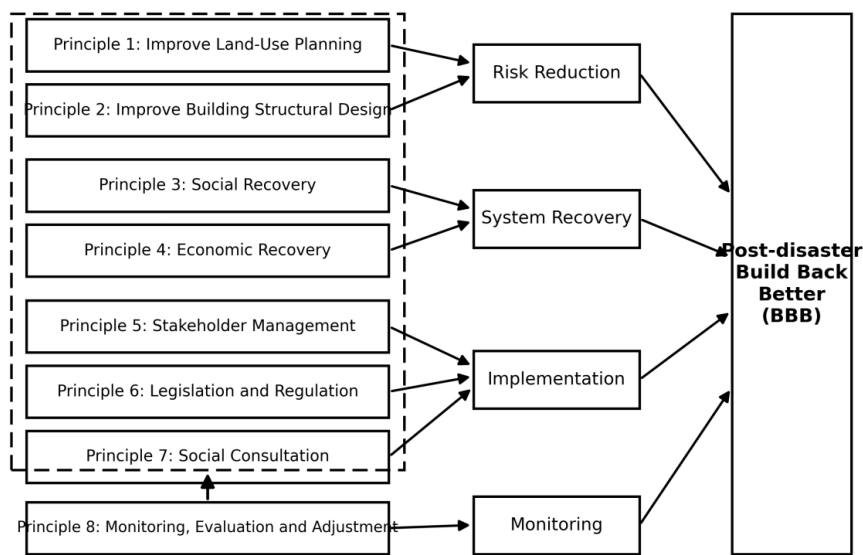 Principle 1: Improve Land-Use Planning
Principle 2: Improve Building Structural Design
Principle 3: Social Recovery
Principle 4: Economic Recovery
Principle 5: Stakeholder Management
Principle 6: Legislation and Regulation
Principle 7: Social Consultation
Principle 8: Monitoring, Evaluation and Adjustment
Risk Reduction
System Recovery
Implementation
Monitoring
Post-disaster
Build Back
Better
(BBB)